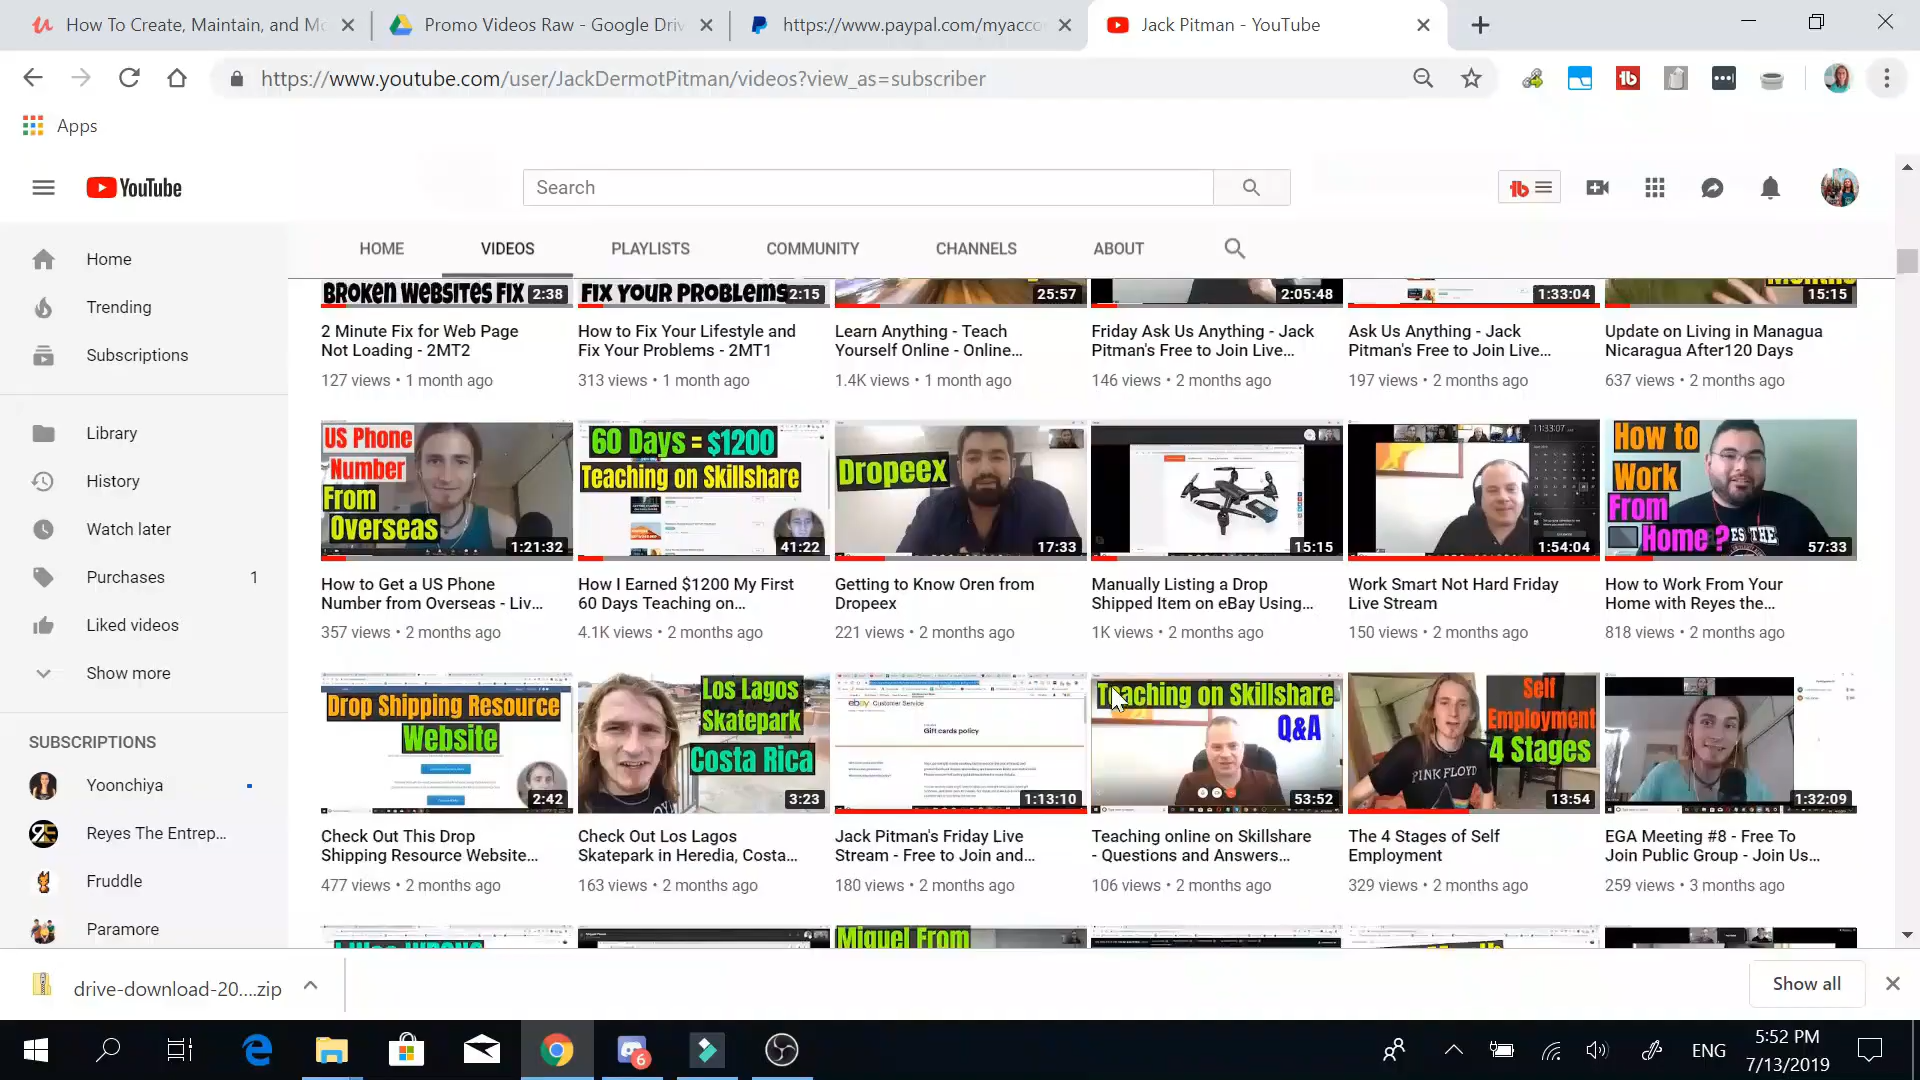 How To Create, Maintain, and Mo
Promo Videos Raw - Google Driv
https://www.paypal.com/myacco
Jack Pitman - YouTube
https://www.youtube.com/user/JackDermotPitman/videos?view_as=subscriber
Apps
YouTube
Search
HOME
VIDEOS
PLAYLISTS
COMMUNITY
CHANNELS
ABOUT
Home
Trending
Subscriptions
Library
History
Watch later
Purchases 1
Liked videos
Show more
SUBSCRIPTIONS
Yoonchiya
Reyes The Entrep...
Fruddle
Paramore
BROKEN WEBSITES FIX
2:38
2 Minute Fix for Web Page
Not Loading - 2MT2
127 views • 1 month ago
FIX YOUR PROBLEMS
2:15
How to Fix Your Lifestyle and
Fix Your Problems - 2MT1
313 views • 1 month ago
25:57
Learn Anything - Teach
Yourself Online - Online...
1.4K views • 1 month ago
2:05:48
Friday Ask Us Anything - Jack
Pitman's Free to Join Live...
146 views • 2 months ago
1:33:04
Ask Us Anything - Jack
Pitman's Free to Join Live...
197 views • 2 months ago
15:15
Update on Living in Managua
Nicaragua After120 Days
637 views • 2 months ago
US Phone
Number
From
Overseas
1:21:32
How to Get a US Phone
Number from Overseas - Liv...
357 views • 2 months ago
60 Days = $1200
Teaching on Skillshare
41:22
How I Earned $1200 My First
60 Days Teaching on...
4.1K views • 2 months ago
Dropeex
17:33
Getting to Know Oren from
Dropeex
221 views • 2 months ago
15:15
Manually Listing a Drop
Shipped Item on eBay Using...
1K views • 2 months ago
11:33:07
1:54:04
Work Smart Not Hard Friday
Live Stream
150 views • 2 months ago
How to
Work
From
Home ?
57:33
How to Work From Your
Home with Reyes the...
818 views • 2 months ago
Drop Shipping Resource
Website
2:42
Check Out This Drop
Shipping Resource Website...
477 views • 2 months ago
Los Lagos
Skatepark
Costa Rica
3:23
Check Out Los Lagos
Skatepark in Heredia, Costa...
163 views • 2 months ago
ebay Customer Service
Gift cards policy
1:13:10
Jack Pitman's Friday Live
Stream - Free to Join and...
180 views • 2 months ago
Teaching on Skillshare
Q&A
53:52
Teaching online on Skillshare
- Questions and Answers...
106 views • 2 months ago
Self
Employment
4 Stages
PINK FLOYD
13:54
The 4 Stages of Self
Employment
329 views • 2 months ago
1:32:09
EGA Meeting #8 - Free To
Join Public Group - Join Us...
259 views • 3 months ago
Miguel From
drive-download-20....zip
Show all
6
ENG
5:52 PM
7/13/2019